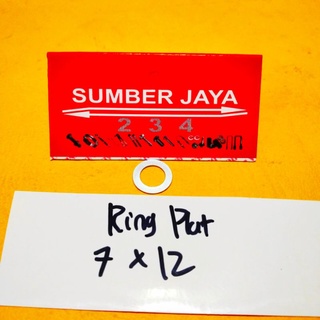 SUMBER JAYA
2 3 4
Ring Plat
7 x 12